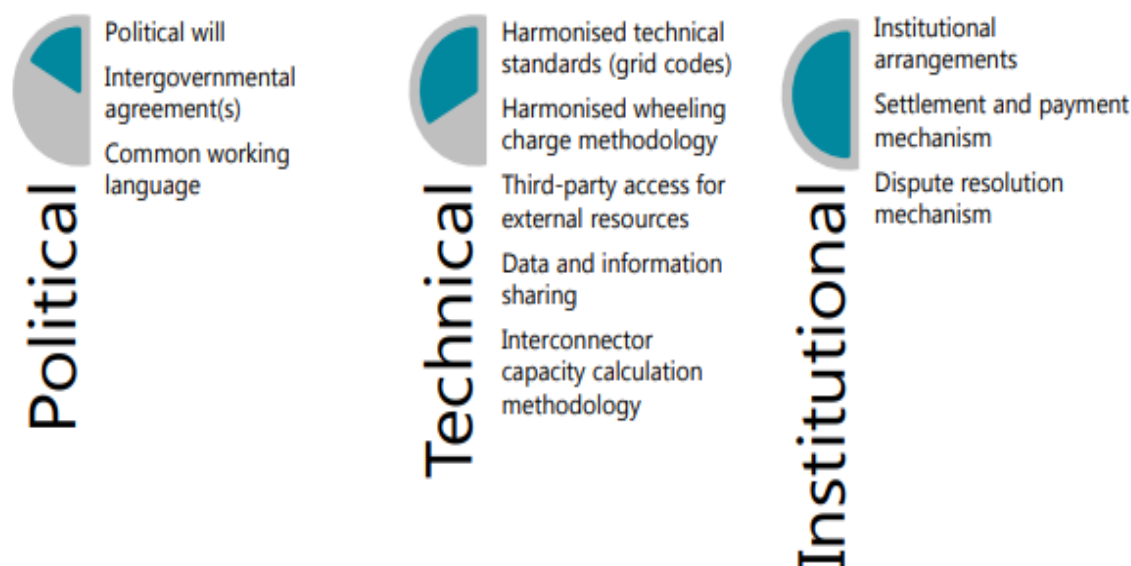 Political
Political will
Intergovernmental
agreement(s)
Common working
language
Technical
Harmonised technical
standards (grid codes)
Harmonised wheeling
charge methodology
Third-party access for
external resources
Data and information
sharing
Interconnector
capacity calculation
methodology
Institutional
Institutional
arrangements
Settlement and payment
mechanism
Dispute resolution
mechanism